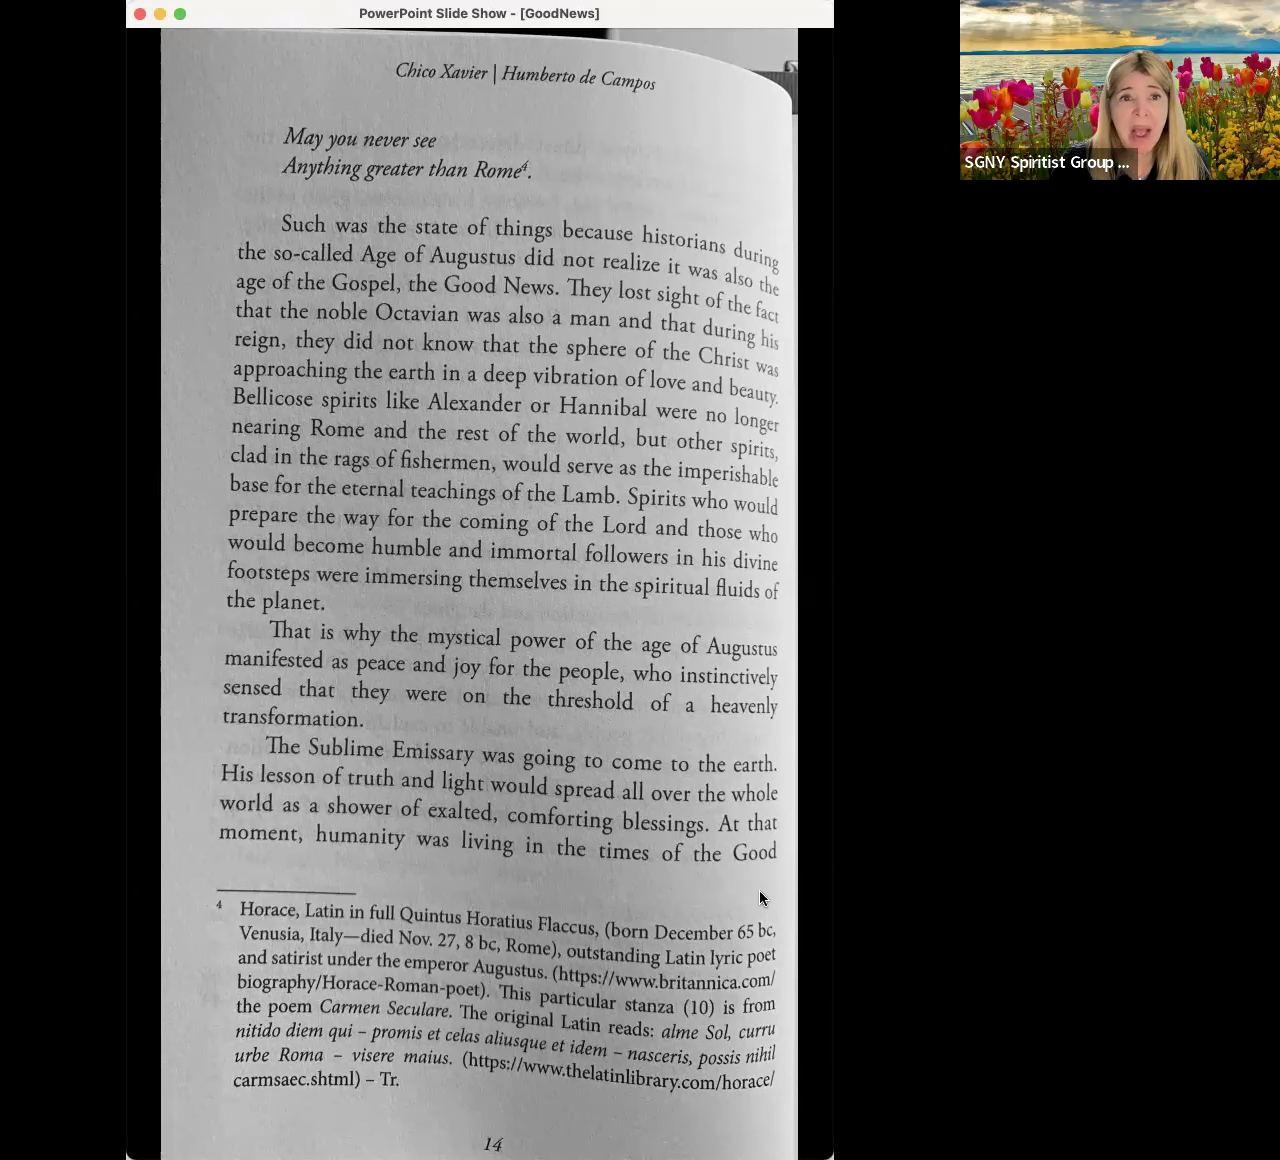 PowerPoint Slide Show - [GoodNews]
Chico Xavier | Humberto de Campos
May you never see
Anything greater than Rome⁴.
Such was the state of things because historians during
the so-called Age of Augustus did not realize it was also the
age of the Gospel, the Good News. They lost sight of the fact
that the noble Octavian was also a man and that during his
reign, they did not know that the sphere of the Christ was
approaching the earth in a deep vibration of love and beauty.
Bellicose spirits like Alexander or Hannibal were no longer
nearing Rome and the rest of the world, but other spirits,
clad in the rags of fishermen, would serve as the imperishable
base for the eternal teachings of the Lamb. Spirits who would
prepare the way for the coming of the Lord and those who
would become humble and immortal followers in his divine
footsteps were immersing themselves in the spiritual fluids of
the planet.
That is why the mystical power of the age of Augustus
manifested as peace and joy for the people, who instinctively
sensed that they were on the threshold of a heavenly
transformation.
The Sublime Emissary was going to come to the earth.
His lesson of truth and light would spread all over the whole
world as a shower of exalted, comforting blessings. At that
moment, humanity was living in the times of the Good
⁴ Horace, Latin in full Quintus Horatius Flaccus, (born December 65 bc,
Venusia, Italy—died Nov. 27, 8 bc, Rome), outstanding Latin lyric poet
and satirist under the emperor Augustus. (https://www.britannica.com/
biography/Horace-Roman-poet). This particular stanza (10) is from
the poem Carmen Seculare. The original Latin reads: alme Sol, curru
nitido diem qui – promis et celas aliusque et idem – nasceris, possis nihil
urbe Roma – visere maius. (https://www.thelatinlibrary.com/horace/
carmsaec.shtml) – Tr.
14
SGNY Spiritist Group ...